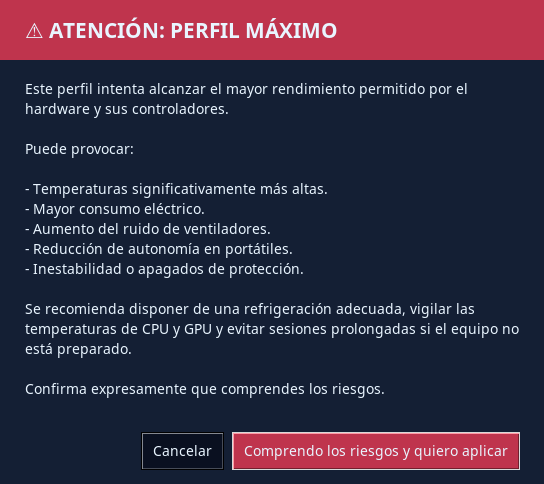 ⚠ ATENCIÓN: PERFIL MÁXIMO
Este perfil intenta alcanzar el mayor rendimiento permitido por el
hardware y sus controladores.
Puede provocar:
- Temperaturas significativamente más altas.
- Mayor consumo eléctrico.
- Aumento del ruido de ventiladores.
- Reducción de autonomía en portátiles.
- Inestabilidad o apagados de protección.
Se recomienda disponer de una refrigeración adecuada, vigilar las
temperaturas de CPU y GPU y evitar sesiones prolongadas si el equipo no
está preparado.
Confirma expresamente que comprendes los riesgos.
Cancelar
Comprendo los riesgos y quiero aplicar